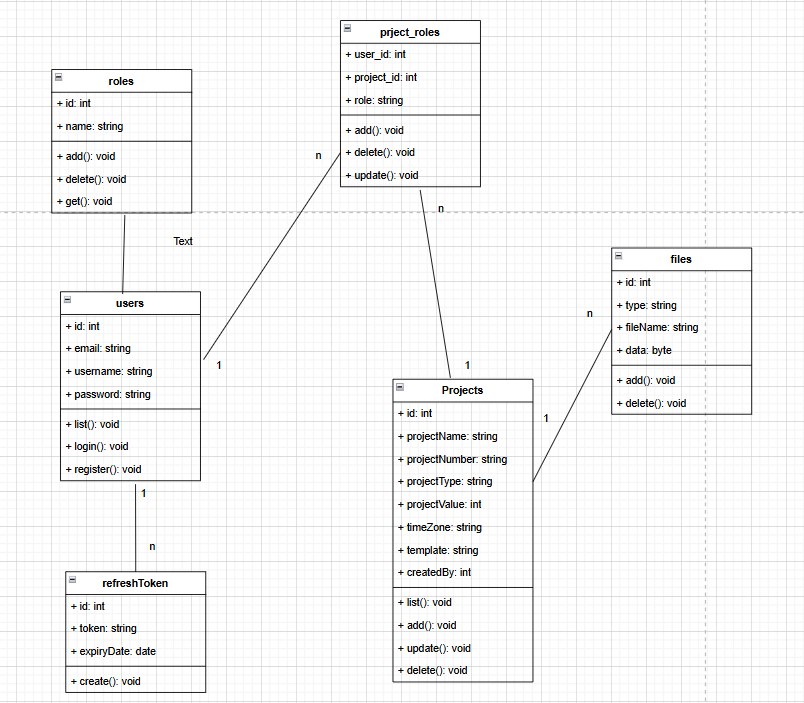 prject_roles
+ user_id: int
+ project_id: int
+ role: string
+ add(): void
+ delete(): void
+ update(): void
roles
+ id: int
+ name: string
+ add(): void
+ delete(): void
+ get(): void
n
n
Text
users
+ id: int
+ email: string
+ username: string
+ password: string
+ list(): void
+ login(): void
+ register(): void
1
1
files
+ id: int
+ type: string
+ fileName: string
+ data: byte
+ add(): void
+ delete(): void
n
1
Projects
+ id: int
+ projectName: string
+ projectNumber: string
+ projectType: string
+ projectValue: int
+ timeZone: string
+ template: string
+ createdBy: int
+ list(): void
+ add(): void
+ update(): void
+ delete(): void
1
n
refreshToken
+ id: int
+ token: string
+ expiryDate: date
+ create(): void